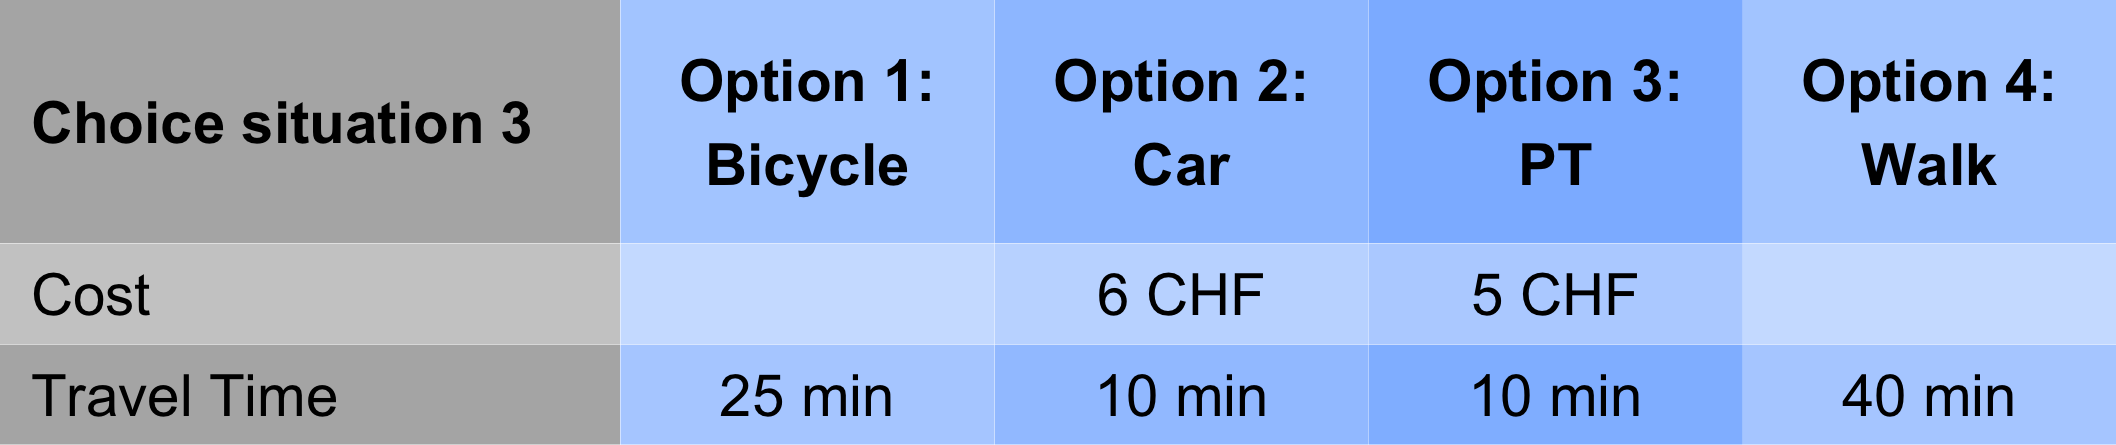 Choice situation 3
Option 1:
Bicycle
Option 2:
Car
Option 3:
PT
Option 4:
Walk
Cost 6 CHF 5 CHF
Travel Time 25 min 10 min 10 min 40 min